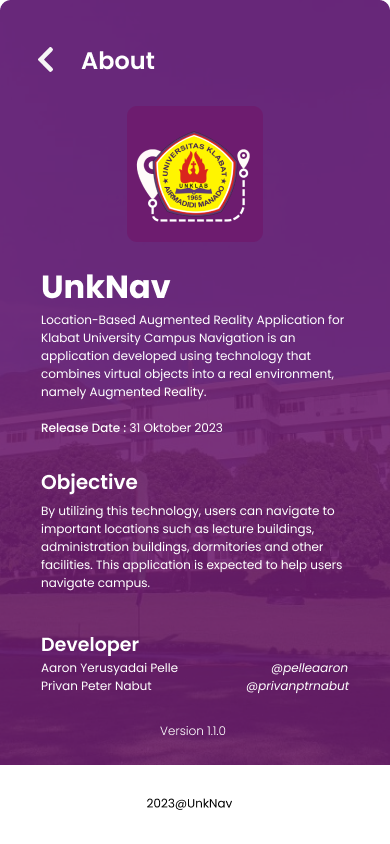 About
UNIVERSITAS KLABAT
UNKLAB
1965
AIRMADIDI MANADO
UnkNav
Location-Based Augmented Reality Application for
Klabat University Campus Navigation is an
application developed using technology that
combines virtual objects into a real environment,
namely Augmented Reality.
Release Date : 31 Oktober 2023
Objective
By utilizing this technology, users can navigate to
important locations such as lecture buildings,
administration buildings, dormitories and other
facilities. This application is expected to help users
navigate campus.
Developer
Aaron Yerusyadai Pelle @pelleaaron
Privan Peter Nabut @privanptrnabut
Version 1.1.0
2023@UnkNav